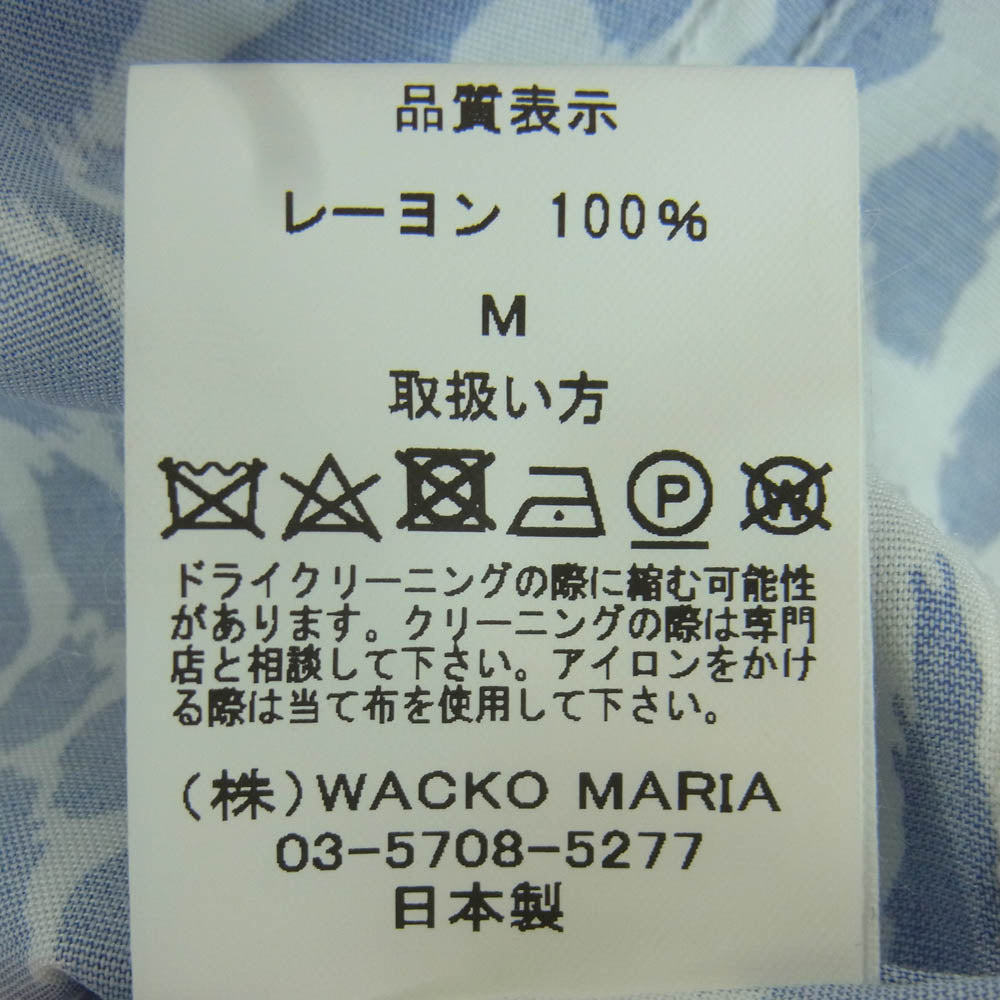 品質表示
レーヨン 100%
M
取扱い方
P W
ドライクリーニングの際に縮む可能性
があります。クリーニングの際は専門
店と相談して下さい。アイロンをかけ
る際は当て布を使用して下さい。
(株)WACKO MARIA
03-5708-5277
日本製